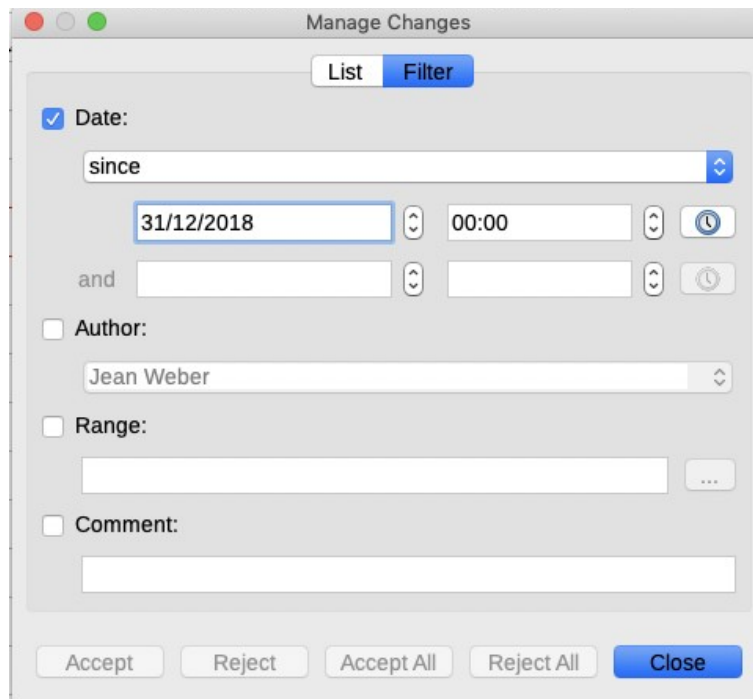 Manage Changes
List Filter
Date:
since
31/12/2018 00:00
and
Author:
Jean Weber
Range:
...
Comment:
Accept Reject Accept All Reject All Close